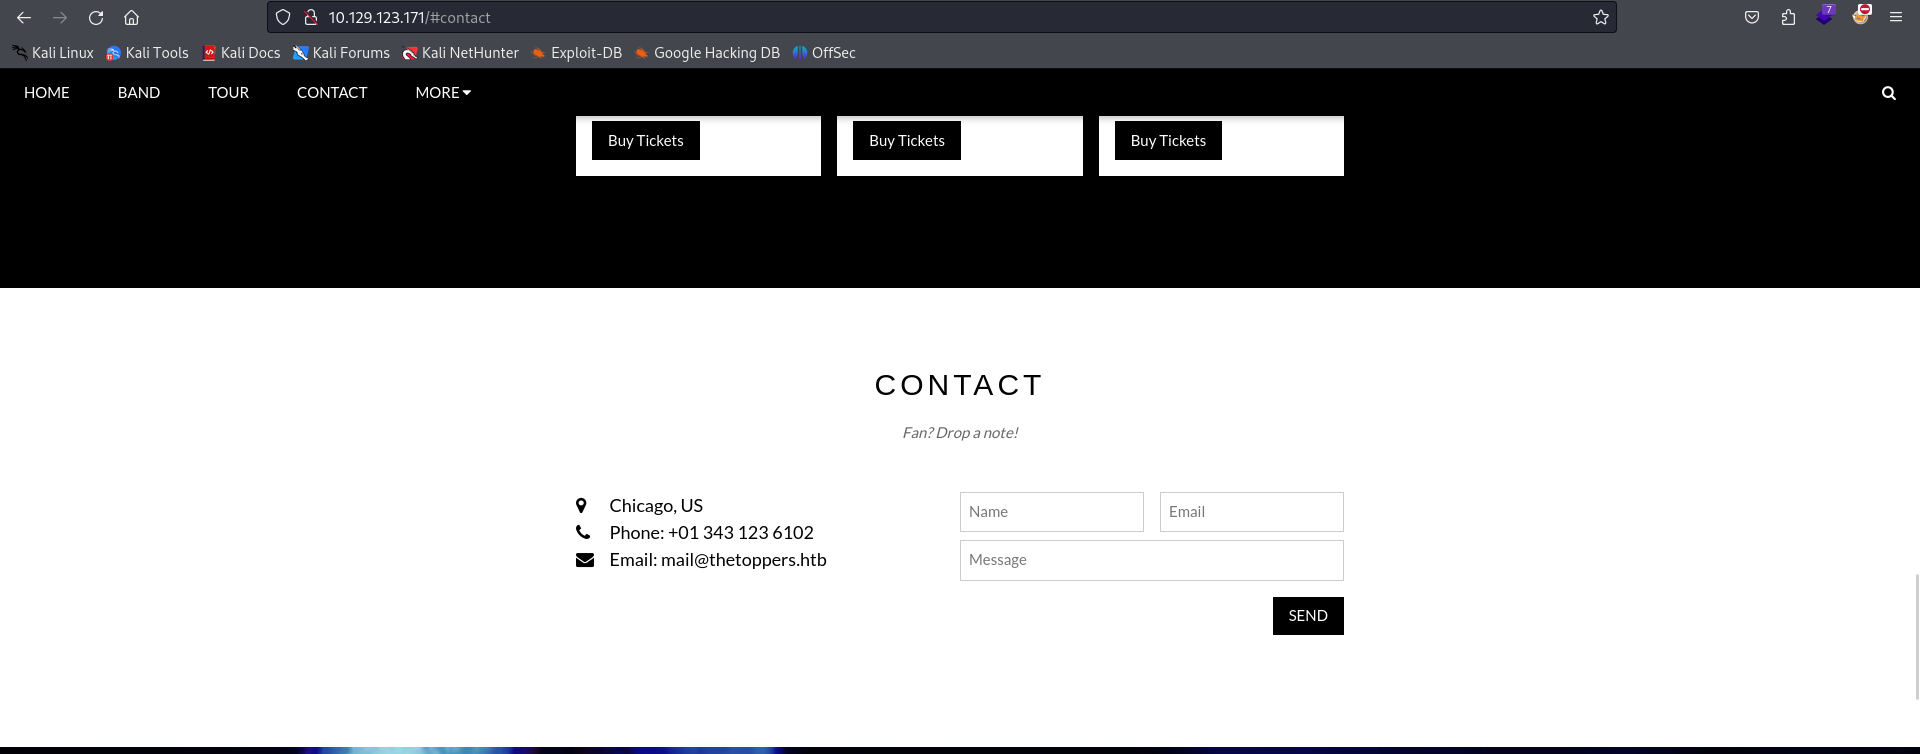 10.129.123.171/#contact
7
Kali Linux Kali Tools Kali Docs Kali Forums Kali NetHunter Exploit-DB Google Hacking DB OffSec
HOME BAND TOUR CONTACT MORE
Buy Tickets Buy Tickets Buy Tickets
CONTACT
Fan? Drop a note!
Chicago, US
Phone: +01 343 123 6102
Email: mail@thetoppers.htb
Name Email
Message
SEND